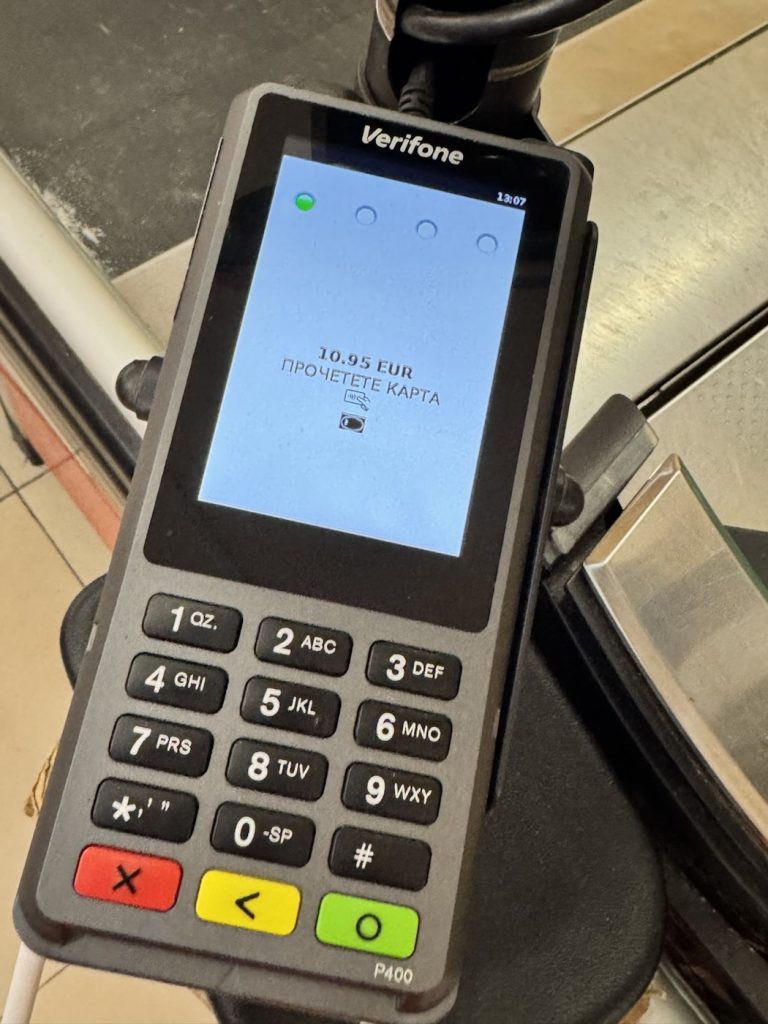 Verifone
13:07
10.95 EUR
ПРОЧЕТЕТЕ КАРТА
1 QZ. 2 ABC 3 DEF
4 GHI 5 JKL 6 MNO
7 PRS 8 TUV 9 WXY
*,'" 0 -SP #
X < O
P400